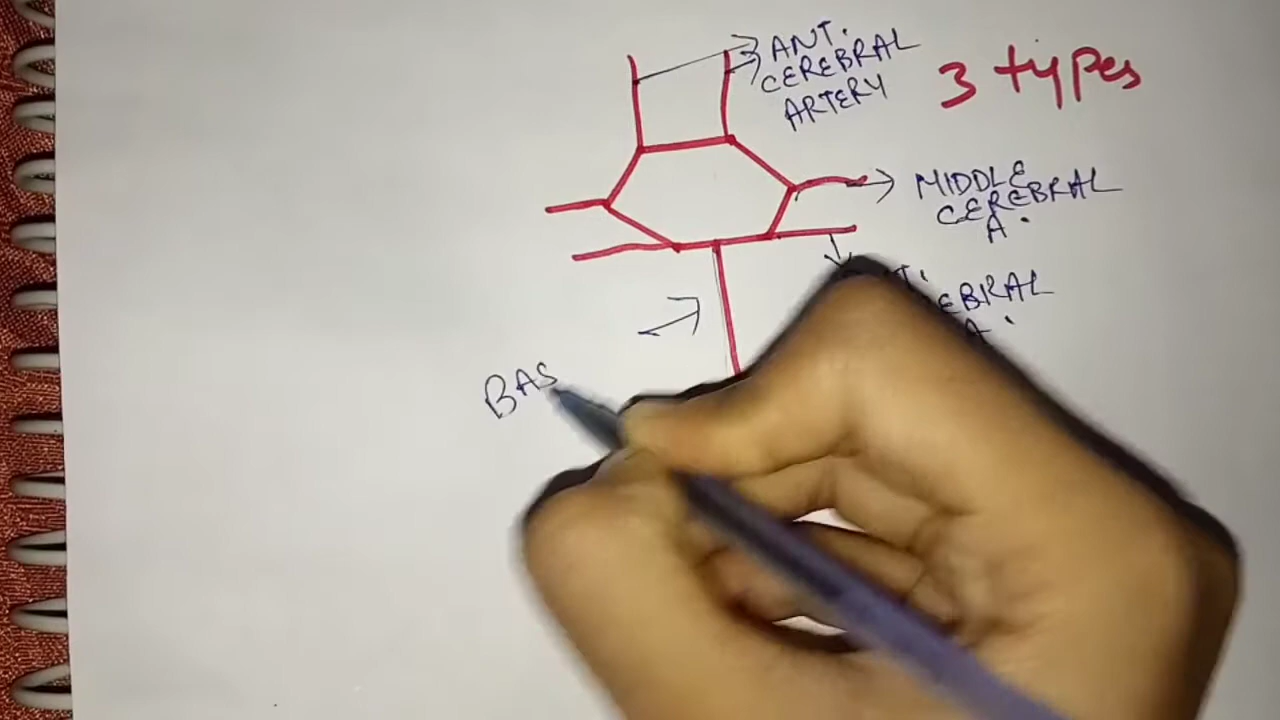 ANT.
CEREBRAL
ARTERY
3 types
MIDDLE
CEREBRAL
A.
EBRAL
A.
BAS